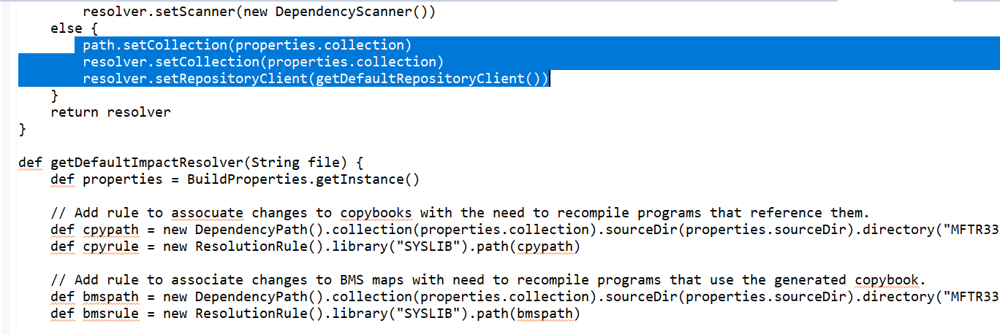 resolver.setScanner(new DependencyScanner())
else {
path.setCollection(properties.collection)
resolver.setCollection(properties.collection)
resolver.setRepositoryClient(getDefaultRepositoryClient())
}
return resolver
}
def getDefaultImpactResolver(String file) {
def properties = BuildProperties.getInstance()
// Add rule to assocuate changes to copybooks with the need to recompile programs that reference them.
def cpypath = new DependencyPath().collection(properties.collection).sourceDir(properties.sourceDir).directory("MFTR33
def cpyrule = new ResolutionRule().library("SYSLIB").path(cpypath)
// Add rule to associate changes to BMS maps with need to recompile programs that use the generated copybook.
def bmspath = new DependencyPath().collection(properties.collection).sourceDir(properties.sourceDir).directory("MFTR33
def bmsrule = new ResolutionRule().library("SYSLIB").path(bmspath)